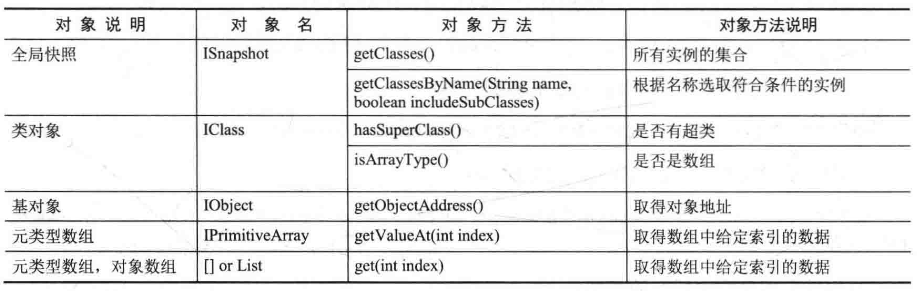 对象说明 对象名 对象方法 对象方法说明
全局快照 ISnapshot getClasses() 所有实例的集合
getClassesByName(String name, 根据名称选取符合条件的实例
boolean includeSubClasses)
类对象 IClass hasSuperClass() 是否有超类
isArrayType() 是否是数组
基对象 IObject getObjectAddress() 取得对象地址
元类型数组 IPrimitiveArray getValueAt(int index) 取得数组中给定索引的数据
元类型数组，对象数组 [] or List get(int index) 取得数组中给定索引的数据